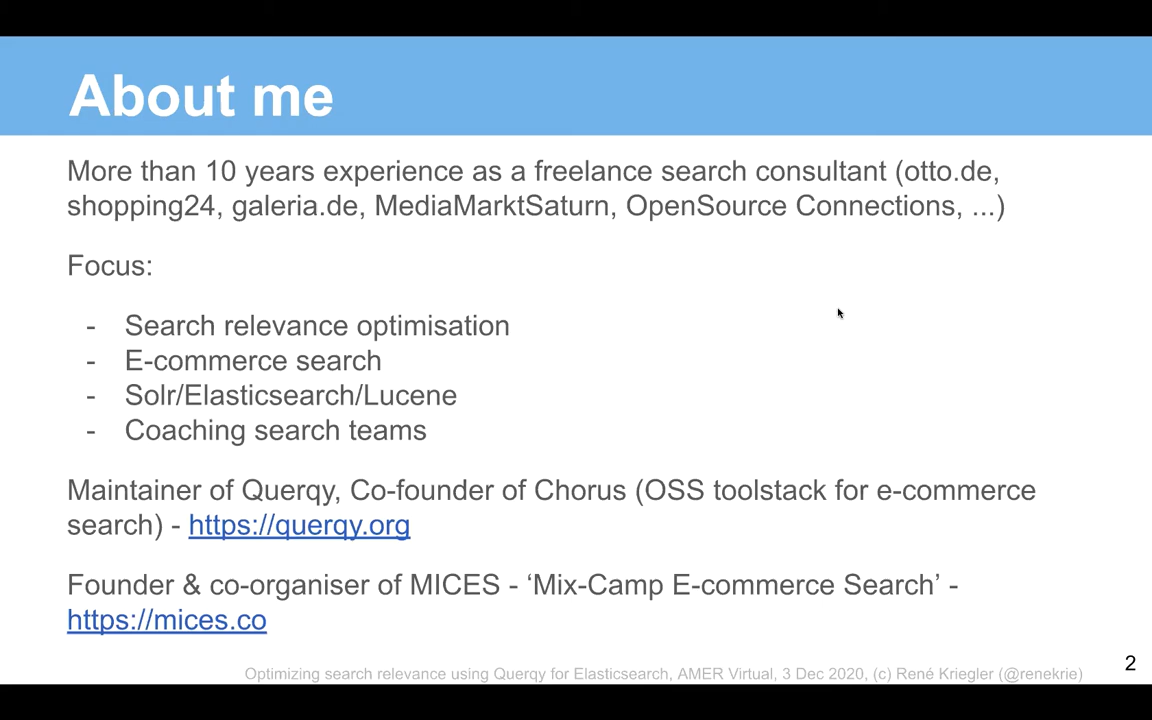 About me
More than 10 years experience as a freelance search consultant (otto.de,
shopping24, galeria.de, MediaMarktSaturn, OpenSource Connections, ...)
Focus:
- Search relevance optimisation
- E-commerce search
- Solr/Elasticsearch/Lucene
- Coaching search teams
Maintainer of Querqy, Co-founder of Chorus (OSS toolstack for e-commerce
search) - https://querqy.org
Founder & co-organiser of MICES - ‘Mix-Camp E-commerce Search’ -
https://mices.co
Optimizing search relevance using Querqy for Elasticsearch, AMER Virtual, 3 Dec 2020, (c) René Kriegler (@renekrie)
2